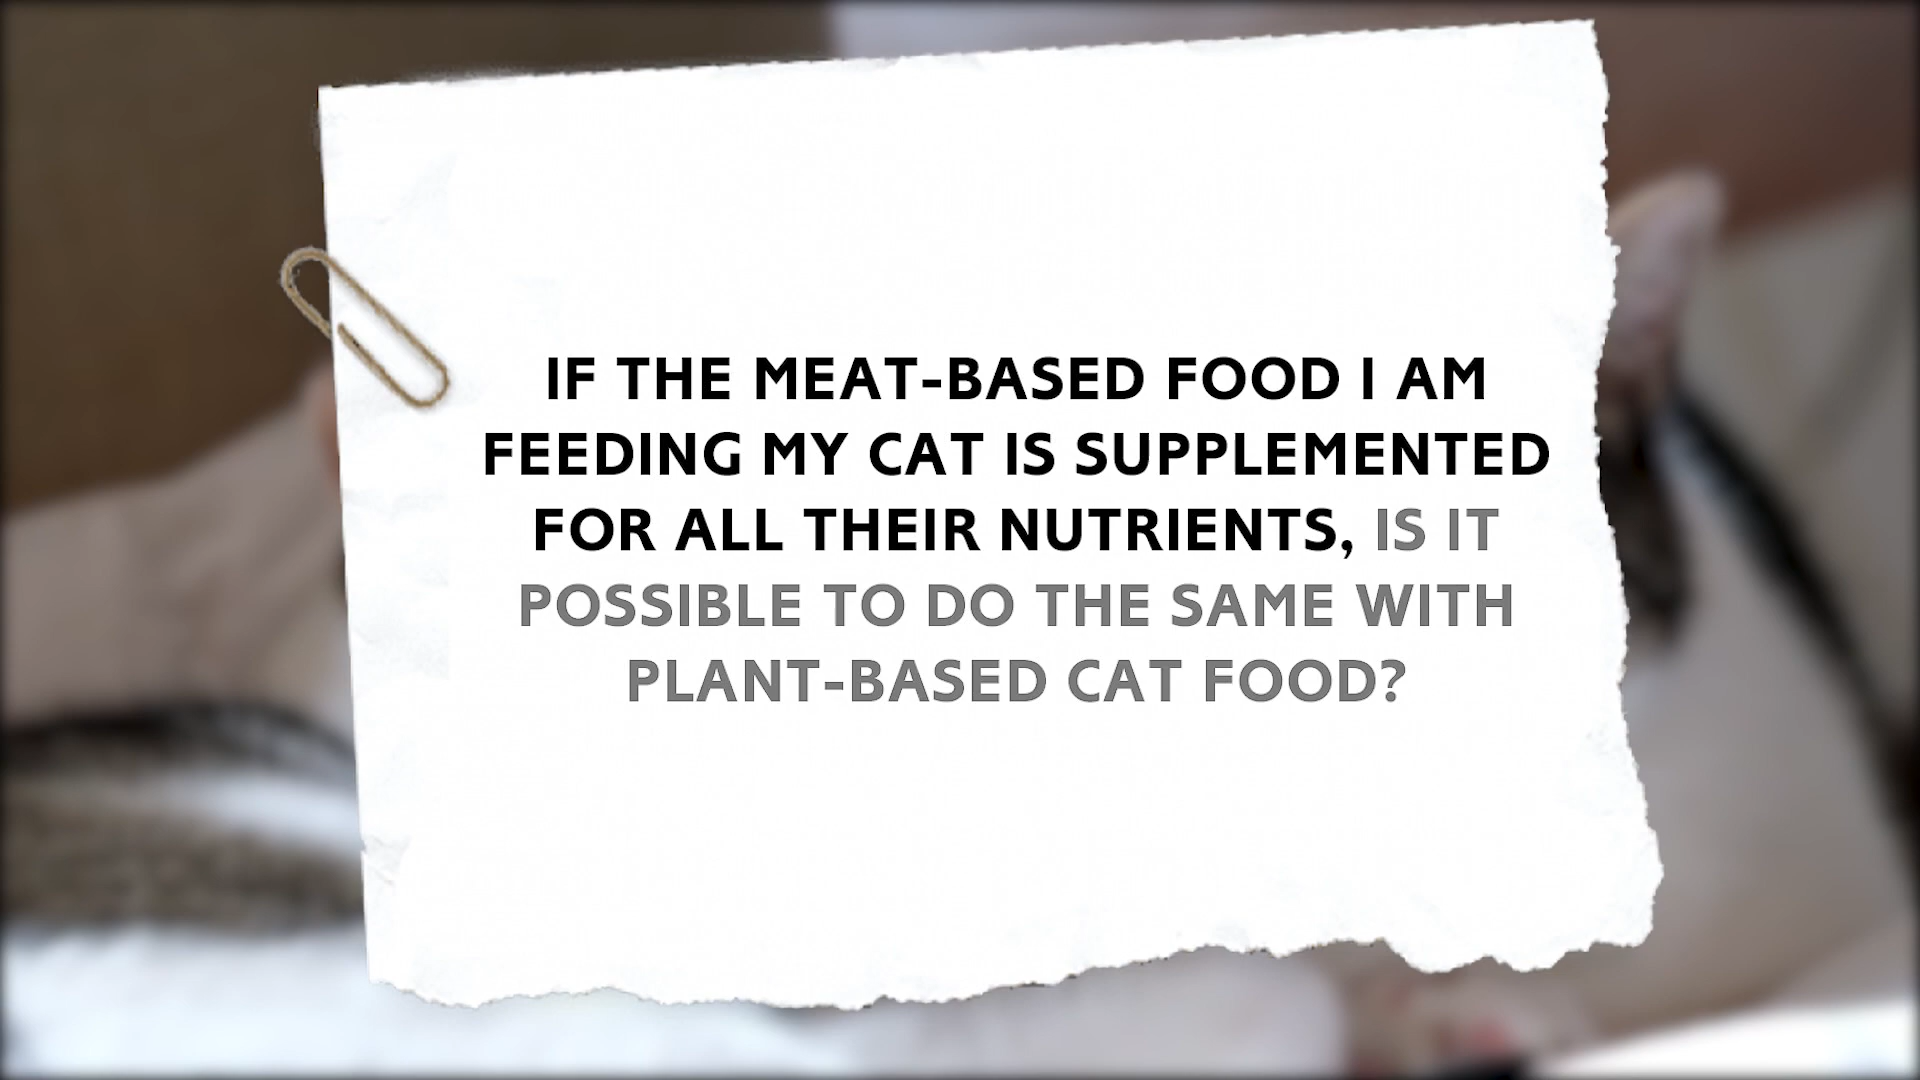 IF THE MEAT-BASED FOOD I AM
FEEDING MY CAT IS SUPPLEMENTED
FOR ALL THEIR NUTRIENTS, IS IT
POSSIBLE TO DO THE SAME WITH
PLANT-BASED CAT FOOD?